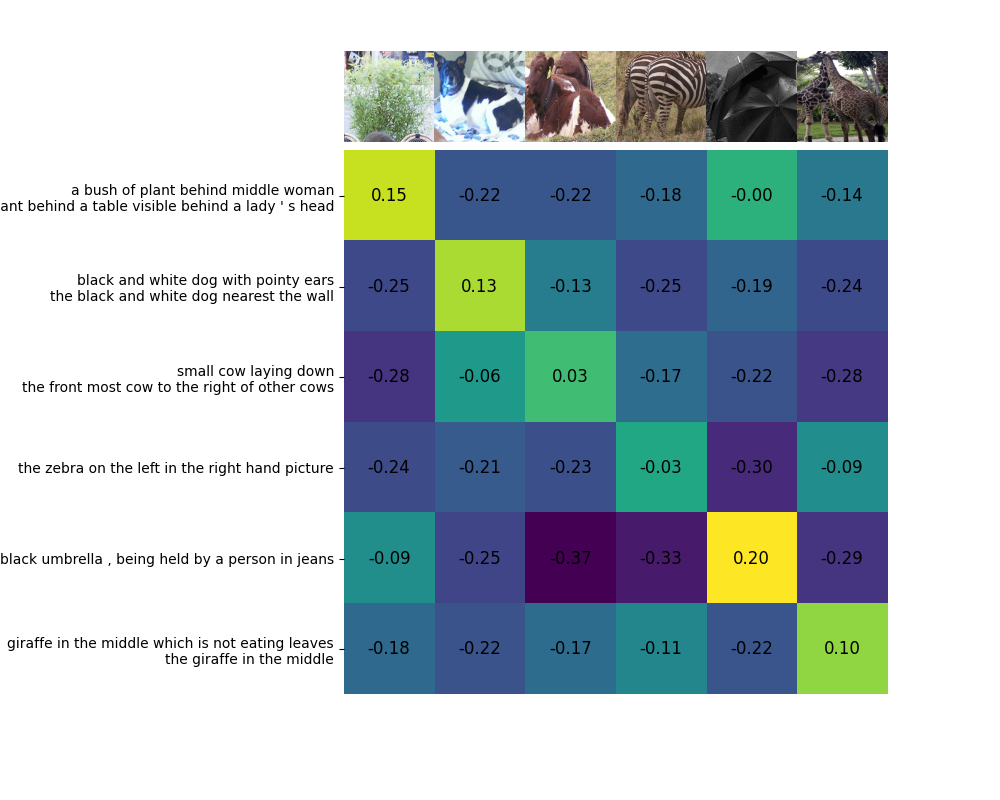 a bush of plant behind middle woman
ant behind a table visible behind a lady ' s head
0.15 -0.22 -0.22 -0.18 -0.00 -0.14
black and white dog with pointy ears
the black and white dog nearest the wall
-0.25 0.13 -0.13 -0.25 -0.19 -0.24
small cow laying down
the front most cow to the right of other cows
-0.28 -0.06 0.03 -0.17 -0.22 -0.28
the zebra on the left in the right hand picture
-0.24 -0.21 -0.23 -0.03 -0.30 -0.09
black umbrella , being held by a person in jeans
-0.09 -0.25 -0.37 -0.33 0.20 -0.29
giraffe in the middle which is not eating leaves
the giraffe in the middle
-0.18 -0.22 -0.17 -0.11 -0.22 0.10